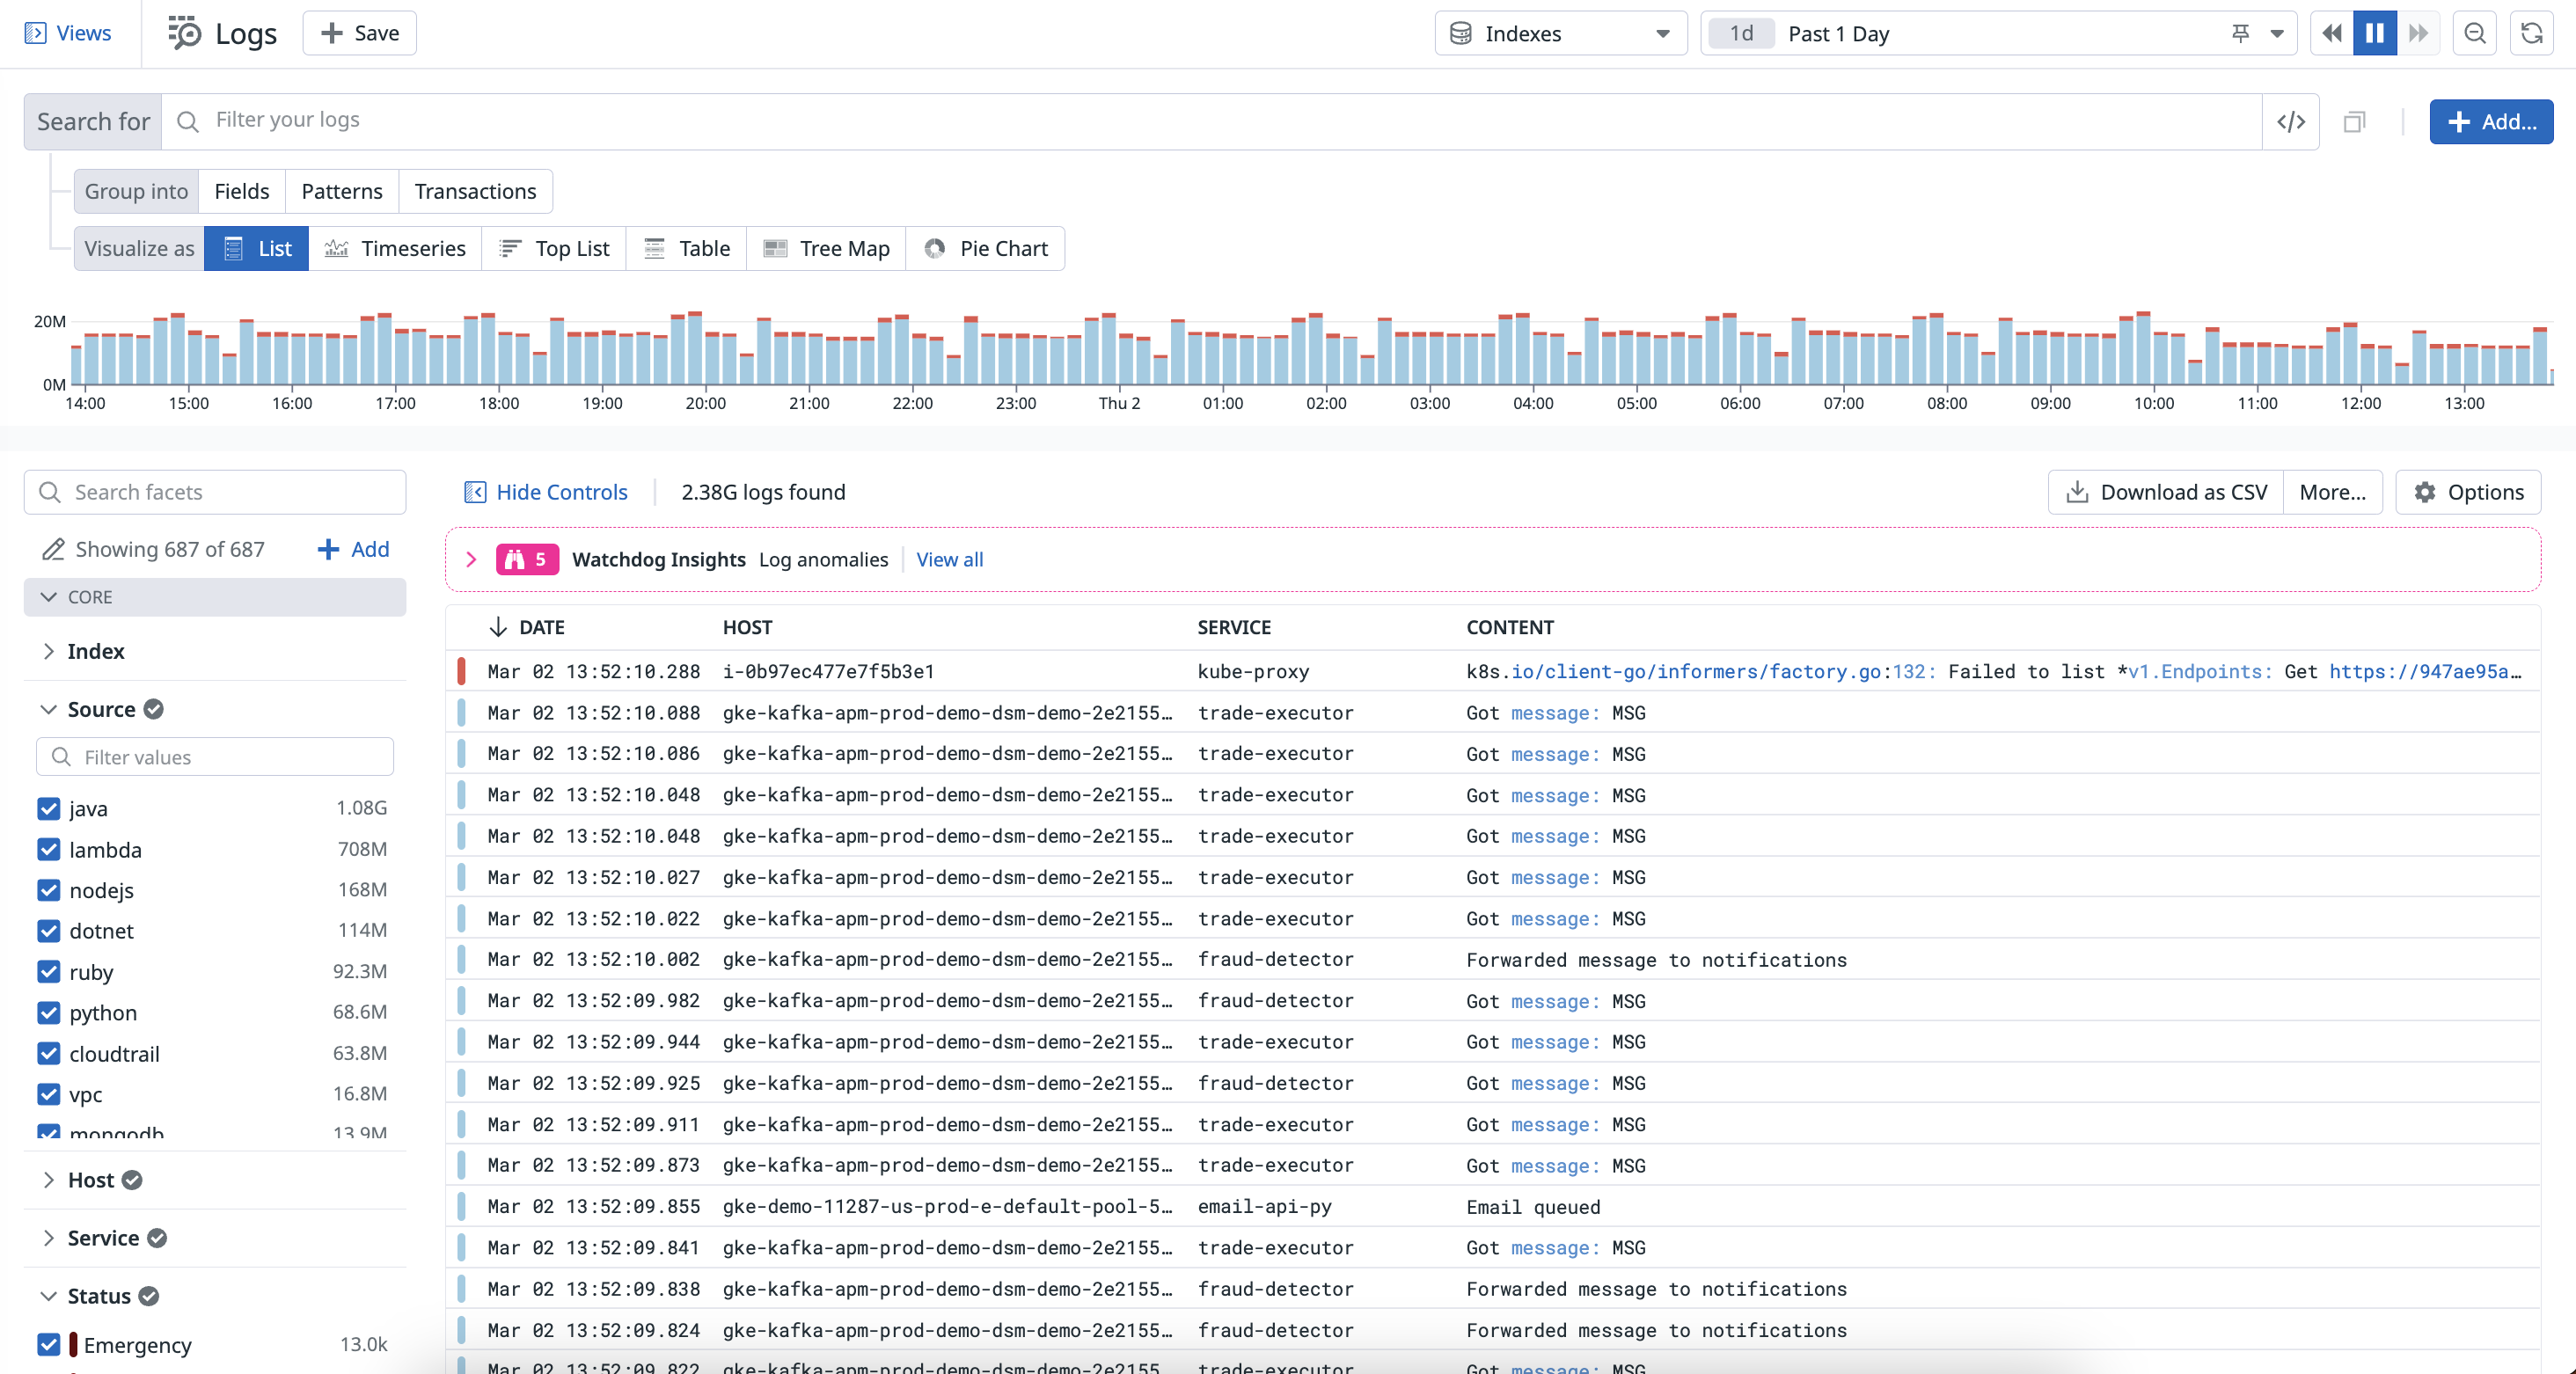 Views Logs + Save Indexes 1d Past 1 Day
Search for Filter your logs </> + Add...
Group into Fields Patterns Transactions
Visualize as List Timeseries Top List Table Tree Map Pie Chart
20M
0M
14:00 15:00 16:00 17:00 18:00 19:00 20:00 21:00 22:00 23:00 Thu 2 01:00 02:00 03:00 04:00 05:00 06:00 07:00 08:00 09:00 10:00 11:00 12:00 13:00
Search facets
Showing 687 of 687 + Add
CORE
Index
Source
Filter values
java 1.08G
lambda 708M
nodejs 168M
dotnet 114M
ruby 92.3M
python 68.6M
cloudtrail 63.8M
vpc 16.8M
mongodb 13.9M
Host
Service
Status
Emergency 13.0k
Hide Controls 2.38G logs found Download as CSV More... Options
5 Watchdog Insights Log anomalies View all
DATE HOST SERVICE CONTENT
Mar 02 13:52:10.288 i-0b97ec477e7f5b3e1 kube-proxy k8s.io/client-go/informers/factory.go:132: Failed to list *v1.Endpoints: Get https://947ae95a…
Mar 02 13:52:10.088 gke-kafka-apm-prod-demo-dsm-demo-2e2155… trade-executor Got message: MSG
Mar 02 13:52:10.086 gke-kafka-apm-prod-demo-dsm-demo-2e2155… trade-executor Got message: MSG
Mar 02 13:52:10.048 gke-kafka-apm-prod-demo-dsm-demo-2e2155… trade-executor Got message: MSG
Mar 02 13:52:10.048 gke-kafka-apm-prod-demo-dsm-demo-2e2155… trade-executor Got message: MSG
Mar 02 13:52:10.027 gke-kafka-apm-prod-demo-dsm-demo-2e2155… trade-executor Got message: MSG
Mar 02 13:52:10.022 gke-kafka-apm-prod-demo-dsm-demo-2e2155… trade-executor Got message: MSG
Mar 02 13:52:10.002 gke-kafka-apm-prod-demo-dsm-demo-2e2155… fraud-detector Forwarded message to notifications
Mar 02 13:52:09.982 gke-kafka-apm-prod-demo-dsm-demo-2e2155… fraud-detector Got message: MSG
Mar 02 13:52:09.944 gke-kafka-apm-prod-demo-dsm-demo-2e2155… trade-executor Got message: MSG
Mar 02 13:52:09.925 gke-kafka-apm-prod-demo-dsm-demo-2e2155… fraud-detector Got message: MSG
Mar 02 13:52:09.911 gke-kafka-apm-prod-demo-dsm-demo-2e2155… trade-executor Got message: MSG
Mar 02 13:52:09.873 gke-kafka-apm-prod-demo-dsm-demo-2e2155… trade-executor Got message: MSG
Mar 02 13:52:09.855 gke-demo-11287-us-prod-e-default-pool-5… email-api-py Email queued
Mar 02 13:52:09.841 gke-kafka-apm-prod-demo-dsm-demo-2e2155… trade-executor Got message: MSG
Mar 02 13:52:09.838 gke-kafka-apm-prod-demo-dsm-demo-2e2155… fraud-detector Forwarded message to notifications
Mar 02 13:52:09.824 gke-kafka-apm-prod-demo-dsm-demo-2e2155… fraud-detector Forwarded message to notifications
Mar 02 13:52:09.822 gke-kafka-apm-prod-demo-dsm-demo-2e2155 trade-executor Got message: MSG